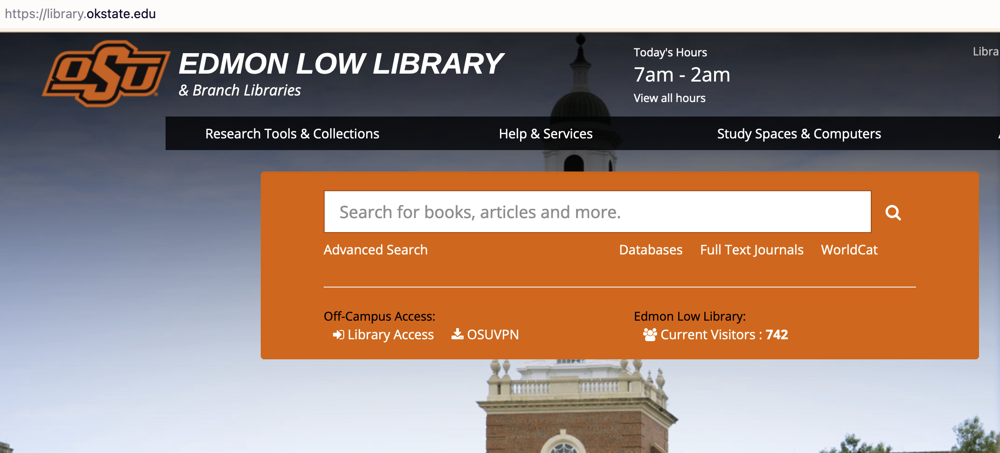 https://library.okstate.edu
OSU
EDMON LOW LIBRARY
& Branch Libraries
Today's Hours
7am - 2am
View all hours
Libra
Research Tools & Collections
Help & Services
Study Spaces & Computers
Search for books, articles and more.
Advanced Search
Databases
Full Text Journals
WorldCat
Off-Campus Access:
Library Access
OSUVPN
Edmon Low Library:
Current Visitors : 742